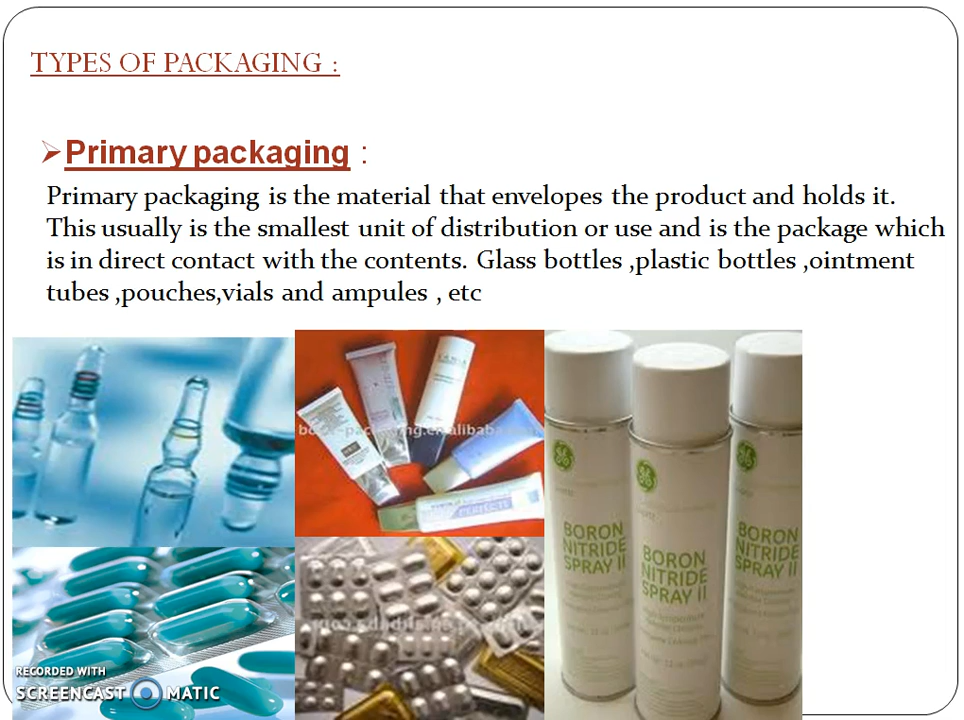 TYPES OF PACKAGING :
➢Primary packaging :
Primary packaging is the material that envelopes the product and holds it.
This usually is the smallest unit of distribution or use and is the package which
is in direct contact with the contents. Glass bottles ,plastic bottles ,ointment
tubes ,pouches,vials and ampules , etc
BORON
NITRIDE
SPRAY II
BORON
NITRIDE
SPRAY II
BORON
NITRIDE
SPRAY II
RECORDED WITH
SCREENCAST MATIC